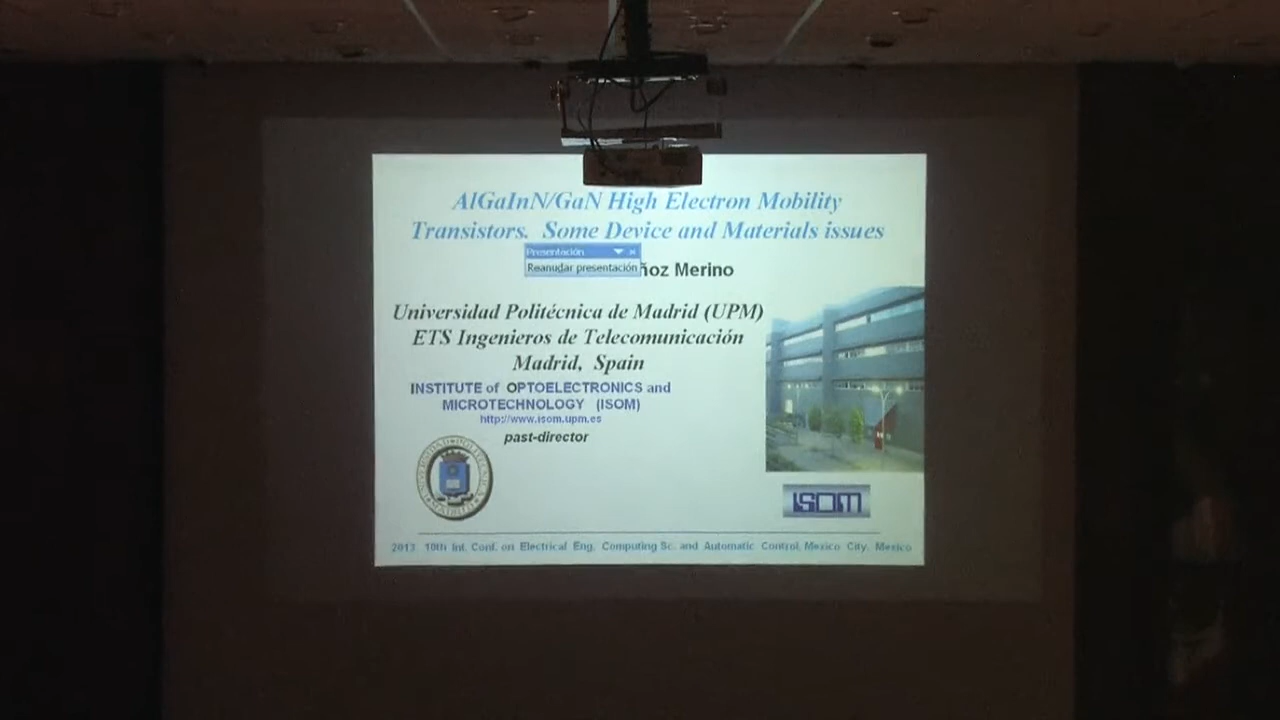 AlGaInN/GaN High Electron Mobility
Transistors. Some Device and Materials issues
Presentación
Reanudar presentación
ñoz Merino
Universidad Politécnica de Madrid (UPM)
ETS Ingenieros de Telecomunicación
Madrid, Spain
INSTITUTE of OPTOELECTRONICS and
MICROTECHNOLOGY (ISOM)
http://www.isom.upm.es
past-director
ISOM
2013 10th Int. Conf. on Electrical Eng. Computing Sc. and Automatic Control, Mexico City, Mexico